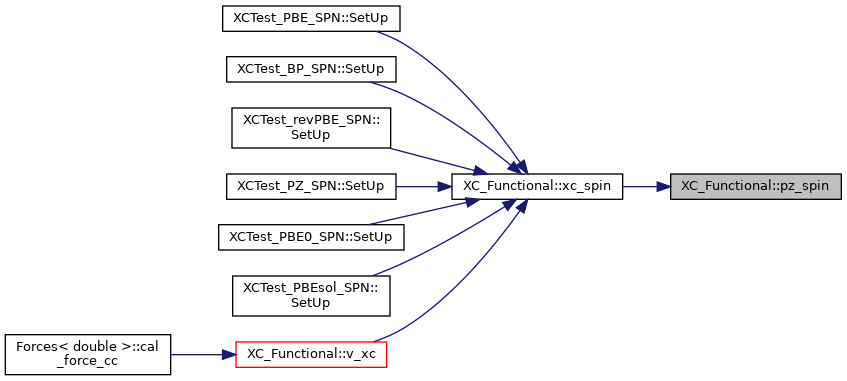 XCTest_PBE_SPN::SetUp
XCTest_BP_SPN::SetUp
XCTest_revPBE_SPN::
SetUp
XCTest_PZ_SPN::SetUp
XC_Functional::xc_spin
XC_Functional::pz_spin
XCTest_PBE0_SPN::SetUp
XCTest_PBEsol_SPN::
SetUp
Forces< double >::cal
_force_cc
XC_Functional::v_xc